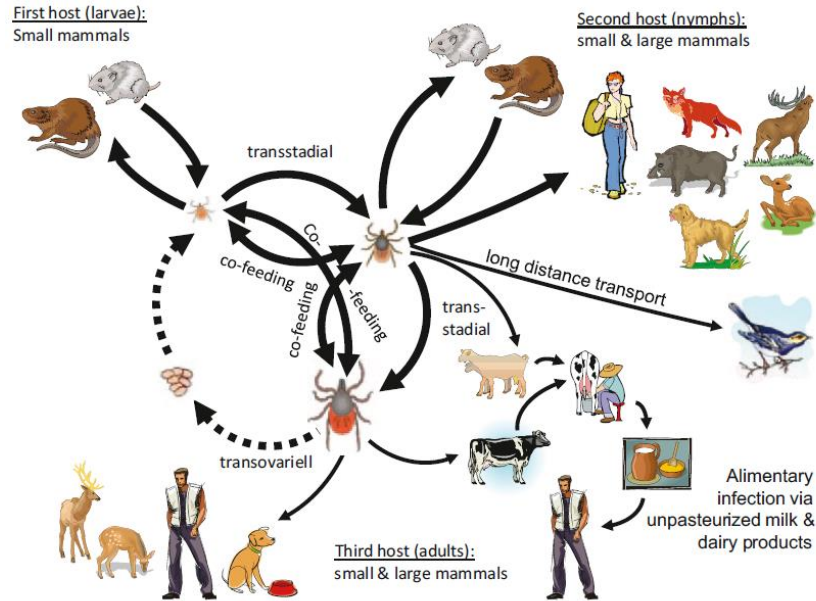 First host (larvae):
Small mammals
Second host (nymphs):
small & large mammals
transstadial
Co-
-feeding
co-feeding
co-feeding
long distance transport
trans-
stadial
transovariell
Alimentary
infection via
unpasteurized milk &
dairy products
Third host (adults):
small & large mammals